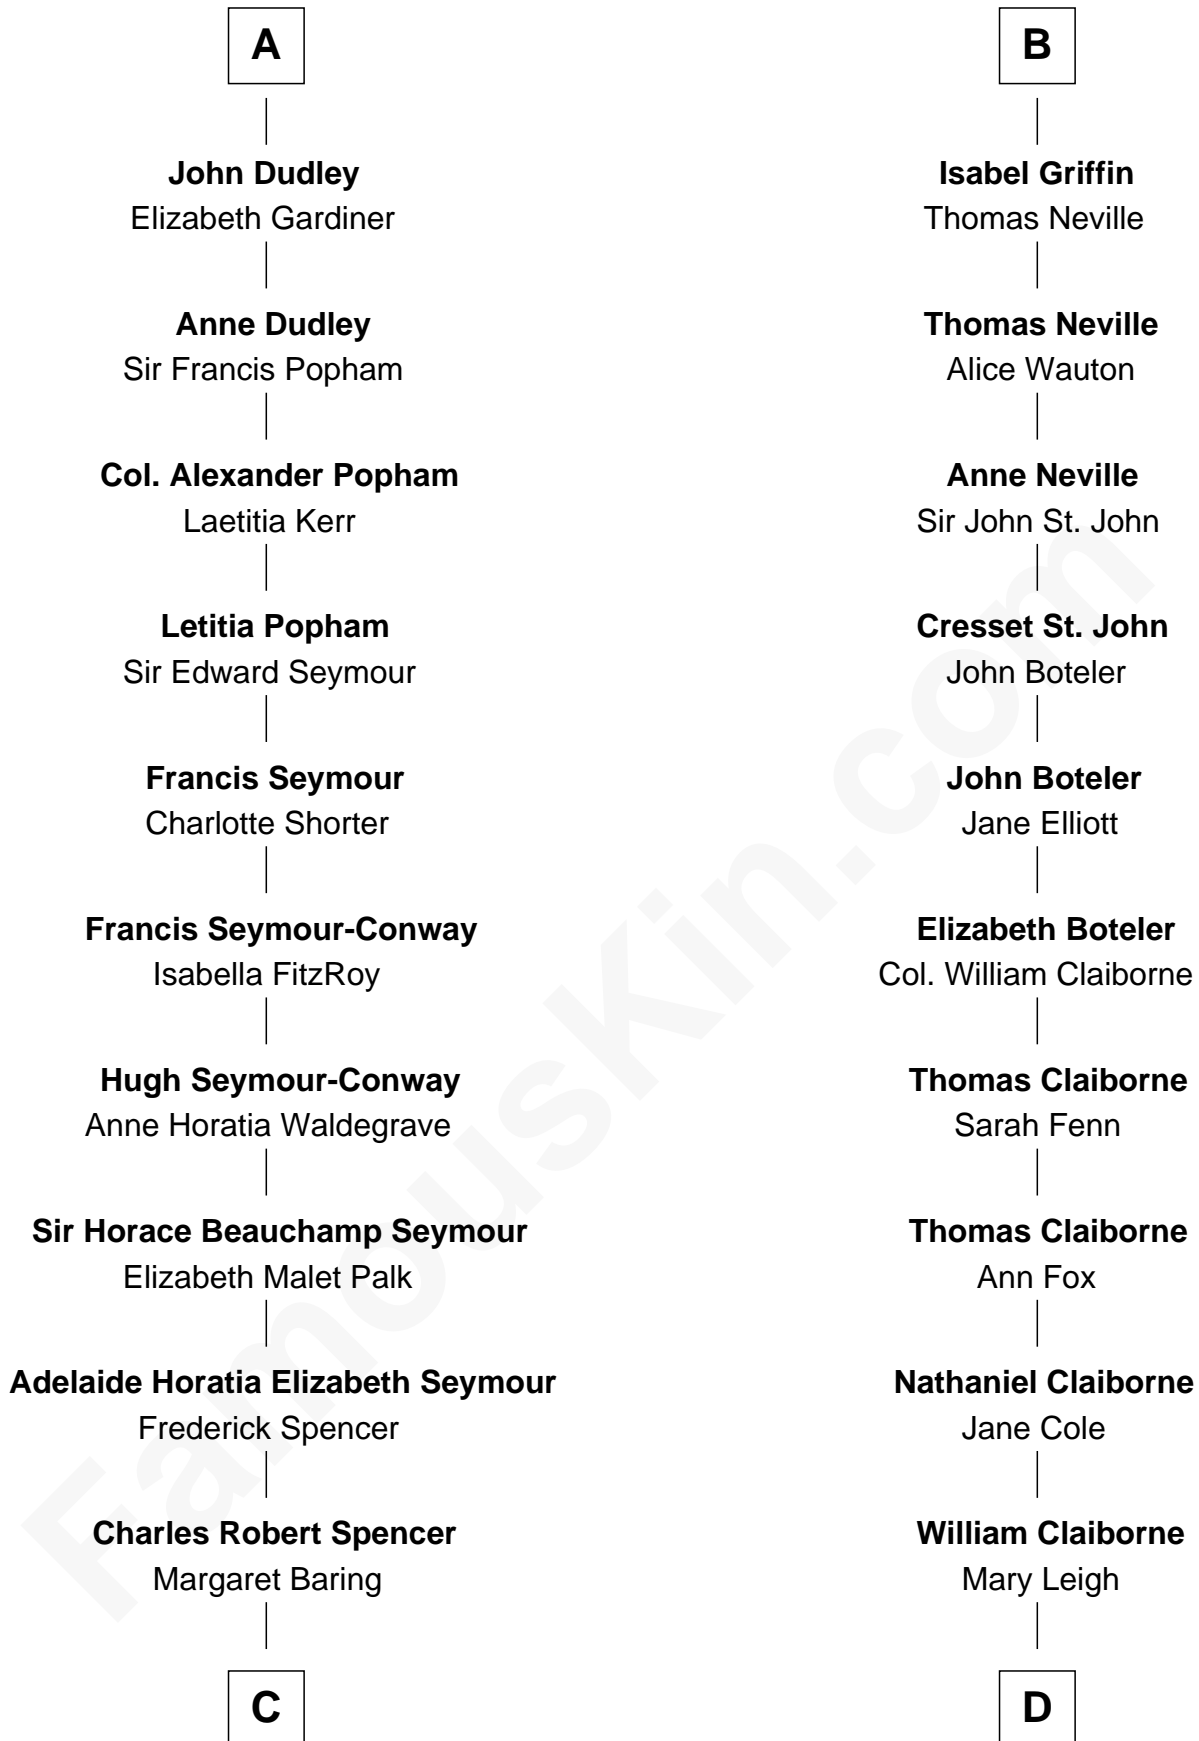 A
John Dudley
Elizabeth Gardiner
Anne Dudley
Sir Francis Popham
Col. Alexander Popham
Laetitia Kerr
Letitia Popham
Sir Edward Seymour
Francis Seymour
Charlotte Shorter
Francis Seymour-Conway
Isabella FitzRoy
Hugh Seymour-Conway
Anne Horatia Waldegrave
Sir Horace Beauchamp Seymour
Elizabeth Malet Palk
Adelaide Horatia Elizabeth Seymour
Frederick Spencer
Charles Robert Spencer
Margaret Baring
C
B
Isabel Griffin
Thomas Neville
Thomas Neville
Alice Wauton
Anne Neville
Sir John St. John
Cresset St. John
John Boteler
John Boteler
Jane Elliott
Elizabeth Boteler
Col. William Claiborne
Thomas Claiborne
Sarah Fenn
Thomas Claiborne
Ann Fox
Nathaniel Claiborne
Jane Cole
William Claiborne
Mary Leigh
D
FamousKin.com